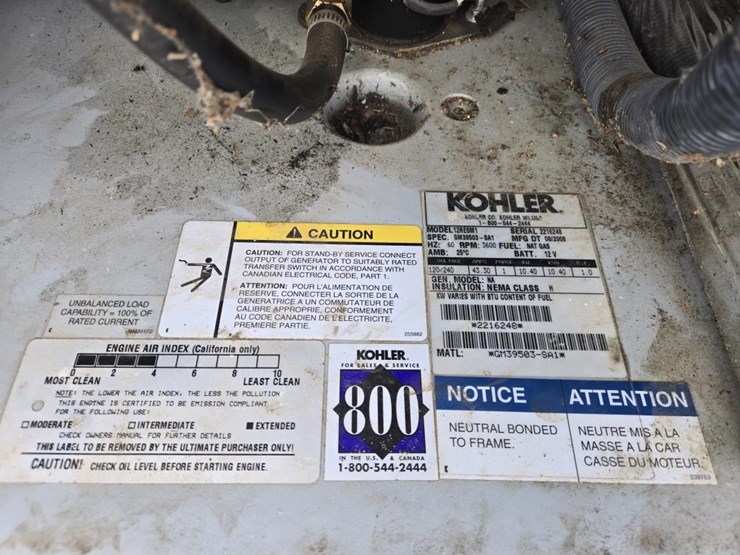 KOHLER®
KOHLER CO. KOHLER WI.USA
1-800-544-2444
MODEL 12RESM1 SERIAL 2216248
SPEC. GM39503-SA1 MFG DT 08/2008
HZ: 60 RPM: 3600 FUEL: NAT GAS
AMB: 25°C BATT. 12 V
VOLTAGE AMPS PHASE KW KVA P.F.
120-240 43.30 1 10.40 10.40 1.0
GEN MODEL: NA
INSULATION: NEMA CLASS H
KW VARIES WITH BTU CONTENT OF FUEL
*2216248*
MATL: *GM39503-SA1*
CAUTION
CAUTION: FOR STAND-BY SERVICE CONNECT
OUTPUT OF GENERATOR TO SUITABLY RATED
TRANSFER SWITCH IN ACCORDANCE WITH
CANADIAN ELECTRICAL CODE, PART 1.
ATTENTION: POUR L'ALIMENTATION DE
RESERVE, CONNECTER LA SORTIE DE LA
GENERATRICE A UN COMMUTATEUR DE
CALIBRE APPROPRIE, CONFORMEMENT
AU CODE CANADIEN DE L'ELECTRICITE,
PREMIERE PARTIE.
UNBALANCED LOAD
CAPABILITY = 100% OF
RATED CURRENT
ENGINE AIR INDEX (California only)
0 2 4 6 8 10
MOST CLEAN LEAST CLEAN
NOTE: THE LOWER THE AIR INDEX, THE LESS THE POLLUTION
THIS ENGINE IS CERTIFIED TO BE EMISSION COMPLIANT
FOR THE FOLLOWING USE:
MODERATE INTERMEDIATE EXTENDED
CHECK OWNERS MANUAL FOR FURTHER DETAILS
THIS LABEL TO BE REMOVED BY THE ULTIMATE PURCHASER ONLY!
CAUTION! CHECK OIL LEVEL BEFORE STARTING ENGINE.
KOHLER®
FOR SALES & SERVICE
800
IN THE U.S. & CANADA
1-800-544-2444
NOTICE
NEUTRAL BONDED
TO FRAME.
ATTENTION
NEUTRE MIS A LA
MASSE A LA CAR
CASSE DU MOTEUR.